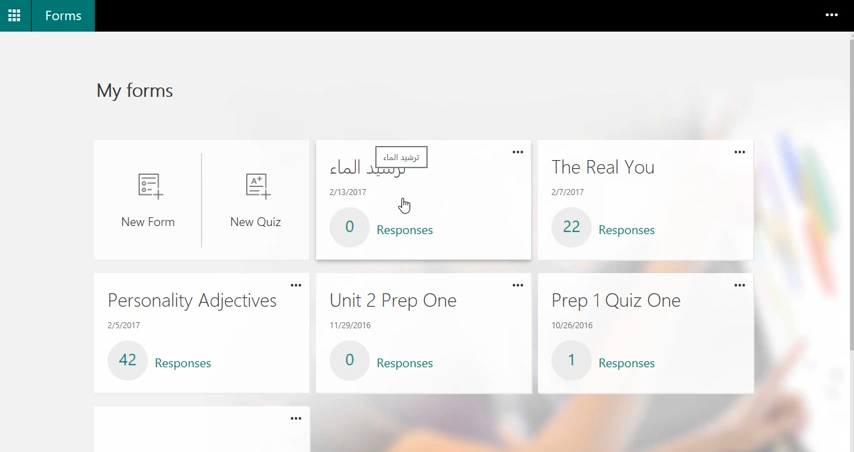 Forms
My forms
New Form
A+
New Quiz
ترشيد الماء
ترشيد الماء
2/13/2017
0 Responses
The Real You
2/7/2017
22 Responses
Personality Adjectives
2/5/2017
42 Responses
Unit 2 Prep One
11/29/2016
0 Responses
Prep 1 Quiz One
10/26/2016
1 Responses